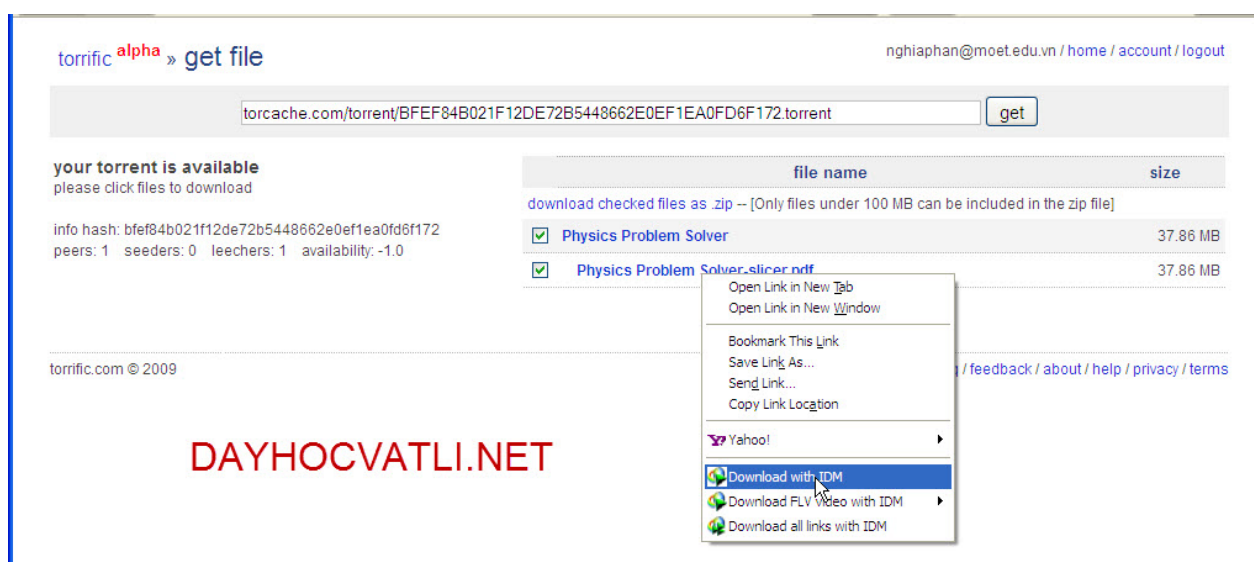 torrific alpha » get file
nghiaphan@moet.edu.vn / home / account / logout
torcache.com/torrent/BFEF84B021F12DE72B5448662E0EF1EA0FD6F172.torrent
get
your torrent is available
please click files to download
info hash: bfef84b021f12de72b5448662e0ef1ea0fd6f172
peers: 1 seeders: 0 leechers: 1 availability: -1.0
file name size
download checked files as .zip -- [Only files under 100 MB can be included in the zip file]
Physics Problem Solver 37.86 MB
Physics Problem Solver-slicer.pdf 37.86 MB
Open Link in New Tab
Open Link in New Window
Bookmark This Link
Save Link As...
Send Link...
Copy Link Location
Yahoo!
Download with IDM
Download FLV video with IDM
Download all links with IDM
torrific.com © 2009
/ feedback / about / help / privacy / terms
DAYHOCVATLI.NET